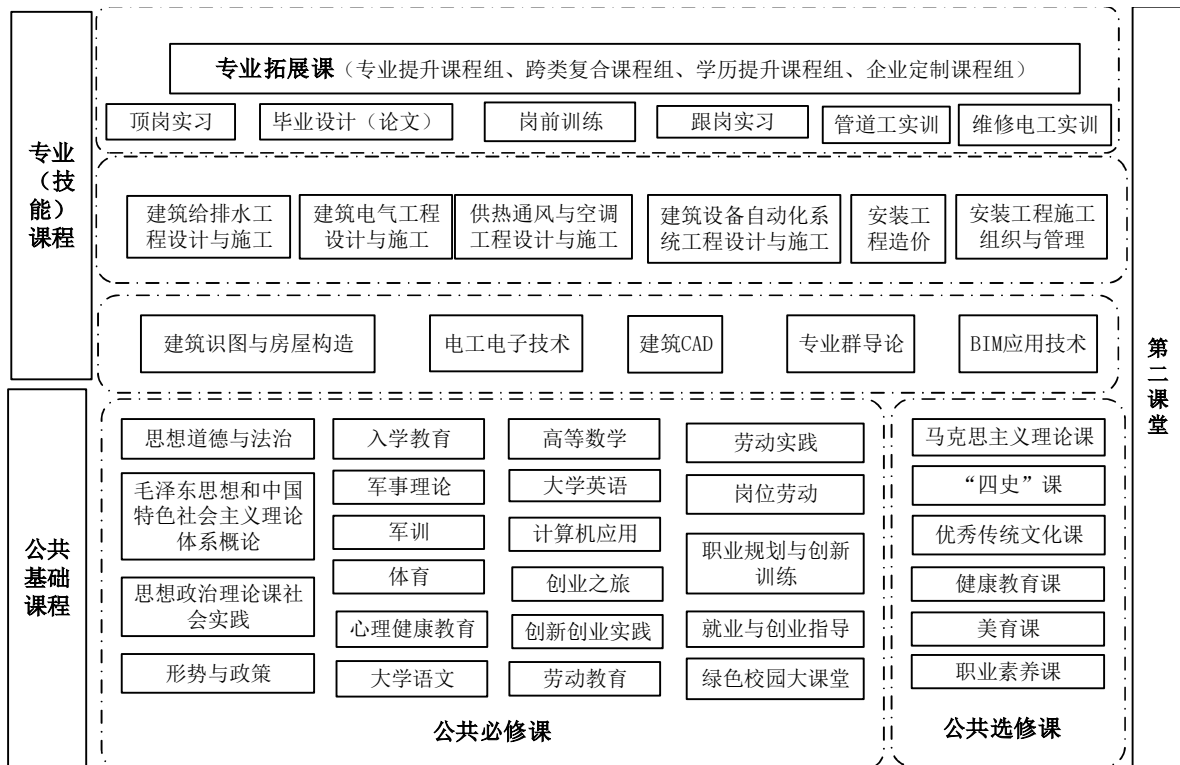 专业拓展课（专业提升课程组、跨类复合课程组、学历提升课程组、企业定制课程组）
顶岗实习
毕业设计（论文）
岗前训练
跟岗实习
管道工实训
维修电工实训
专业
（技
能）
课程
建筑给排水工
程设计与施工
建筑电气工程
设计与施工
供热通风与空调
工程设计与施工
建筑设备自动化系
统工程设计与施工
安装工
程造价
安装工程施工
组织与管理
建筑识图与房屋构造
电工电子技术
建筑CAD
专业群导论
BIM应用技术
第
二
课
堂
公共
基础
课程
思想道德与法治
毛泽东思想和中国
特色社会主义理论
体系概论
思想政治理论课社
会实践
形势与政策
入学教育
军事理论
军训
体育
心理健康教育
大学语文
高等数学
大学英语
计算机应用
创业之旅
创新创业实践
劳动教育
劳动实践
岗位劳动
职业规划与创新
训练
就业与创业指导
绿色校园大课堂
公共必修课
马克思主义理论课
“四史”课
优秀传统文化课
健康教育课
美育课
职业素养课
公共选修课